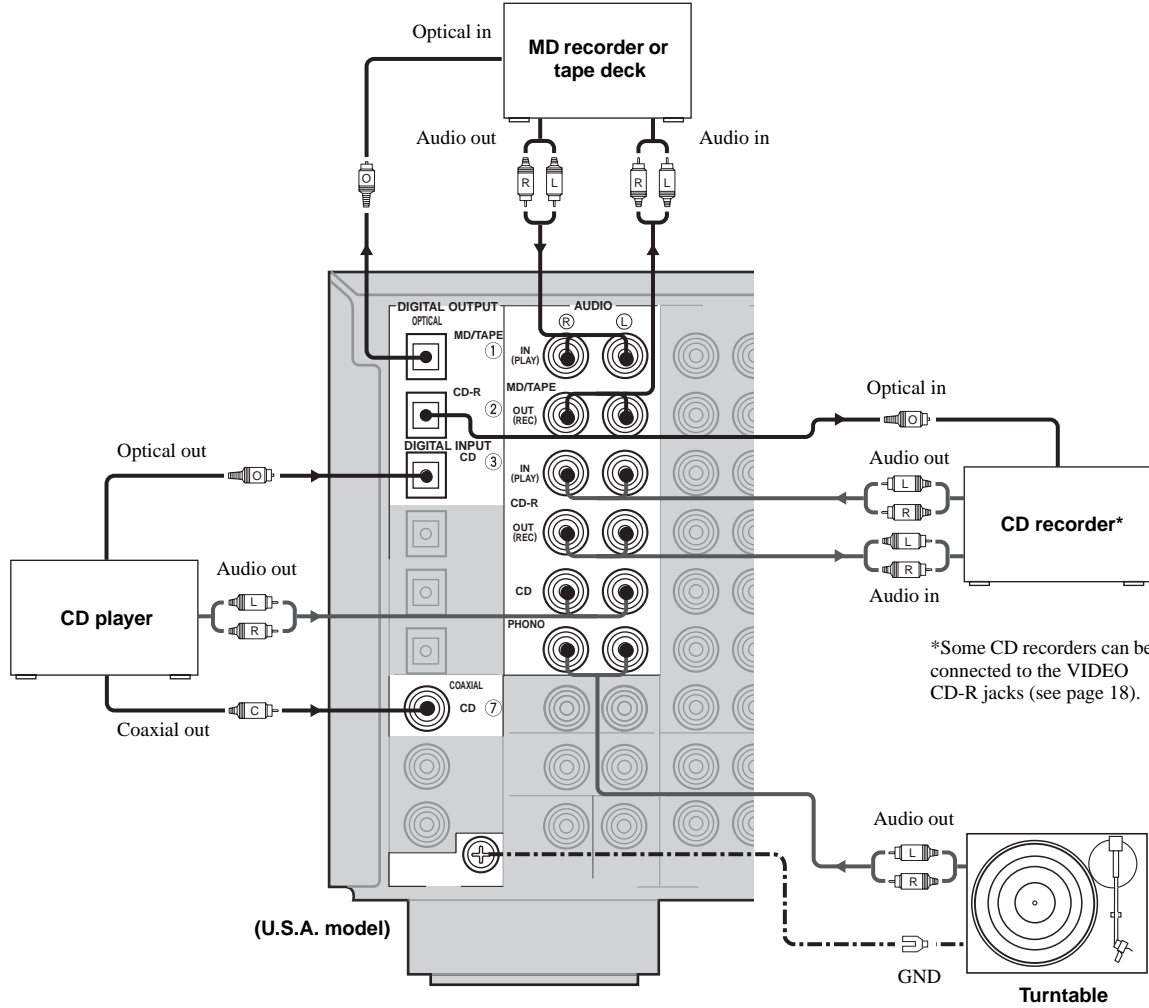 Optical in
MD recorder or
tape deck
Audio out
Audio in
O
R
L
R
L
DIGITAL OUTPUT
OPTICAL
MD/TAPE
①
CD-R
②
DIGITAL INPUT
CD
③
COAXIAL
CD
⑦
AUDIO
Ⓡ
Ⓛ
IN
(PLAY)
MD/TAPE
OUT
(REC)
IN
(PLAY)
CD-R
OUT
(REC)
CD
PHONO
Optical out
O
CD player
Audio out
L
R
Coaxial out
C
Optical in
O
Audio out
L
R
CD recorder*
L
R
Audio in
*Some CD recorders can be
connected to the VIDEO
CD-R jacks (see page 18).
Audio out
L
R
GND
Turntable
(U.S.A. model)